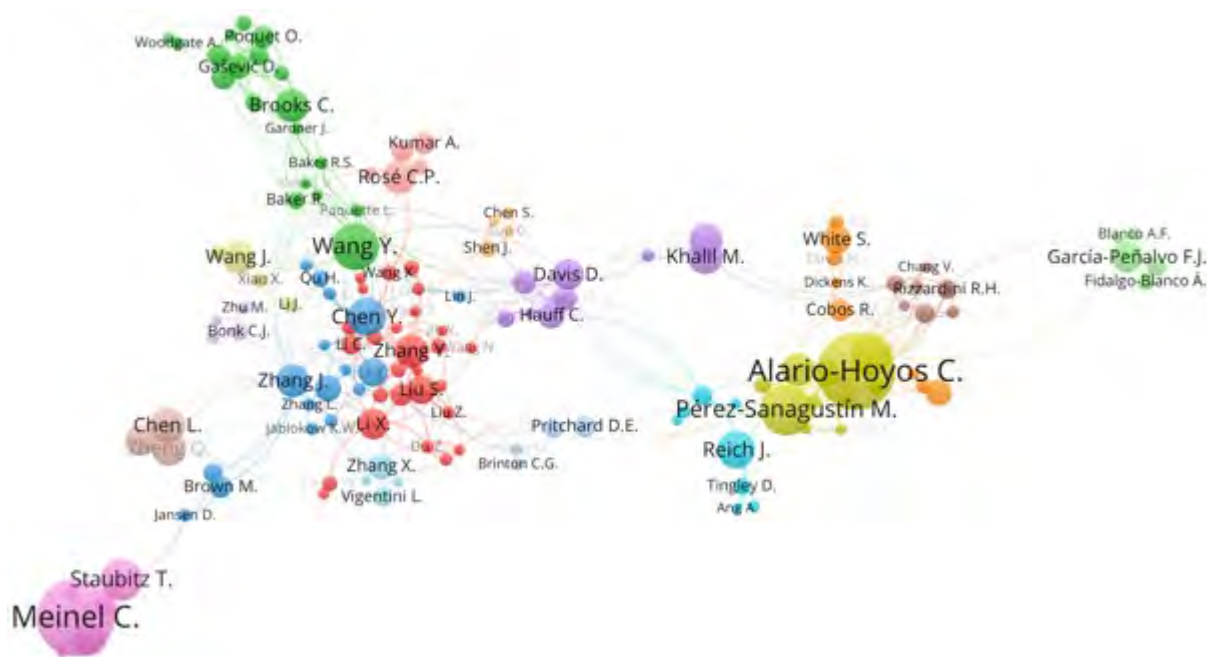 Woodgate A.
Poquet O.
Gašević D.
Brooks C.
Gardner J.
Kumar A.
Baker R.S.
Rosé C.P.
Baker R.
Paquette L.
Chen S.
Shen J.
Wang Y.
Wang J.
Wang X.
Xiao X.
Qu H.
Davis D.
Khalil M.
White S.
Blanco A.F.
García-Peñalvo F.J.
Fidalgo-Blanco Á.
Chang V.
Dickens K.
Rizzardini R.H.
Cobos R.
Zhu M.
Li J.
Lin J.
Bonk C.J.
Chen Y.
Hauff C.
Li C.
Zhang Y.
Wang N.
Alario-Hoyos C.
Zhang J.
Liu S.
Zhang L.
Liu Z.
Pérez-Sanagustín M.
Chen L.
Jablokow K.W.
Li X.
Pritchard D.E.
Zheng Q.
Reich J.
Zhang X.
Brinton C.G.
Brown M.
Vigentini L.
Tingley D.
Jansen D.
Ang A.
Staubitz T.
Meinel C.